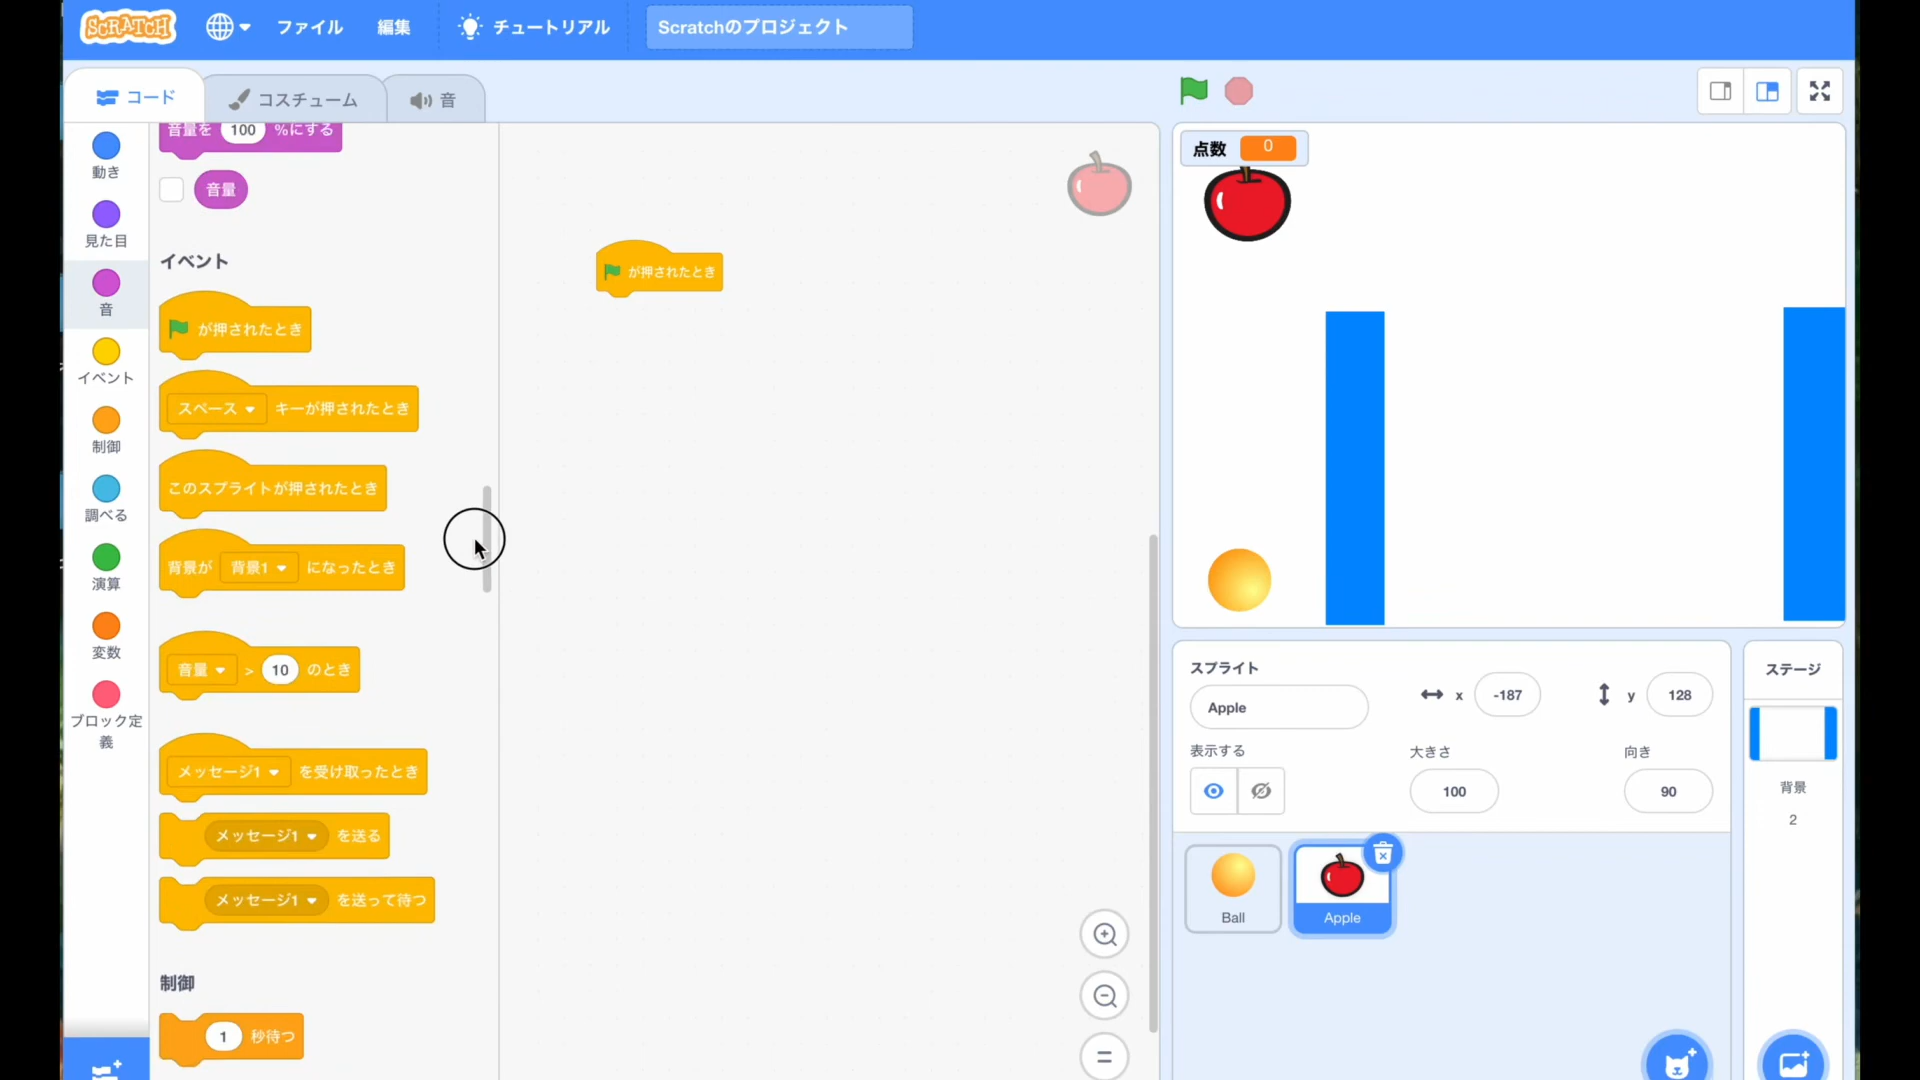 SCRATCH
ファイル
編集
チュートリアル
Scratchのプロジェクト
コード
コスチューム
音
動き
見た目
音
イベント
制御
調べる
演算
変数
ブロック定
義
音量を 100 %にする
音量
イベント
が押されたとき
スペース キーが押されたとき
このスプライトが押されたとき
背景が 背景1 になったとき
音量 > 10 のとき
メッセージ1 を受け取ったとき
メッセージ1 を送る
メッセージ1 を送って待つ
制御
1 秒待つ
が押されたとき
点数 0
スプライト
Apple
x -187
y 128
表示する
大きさ
100
向き
90
Ball
Apple
ステージ
背景
2